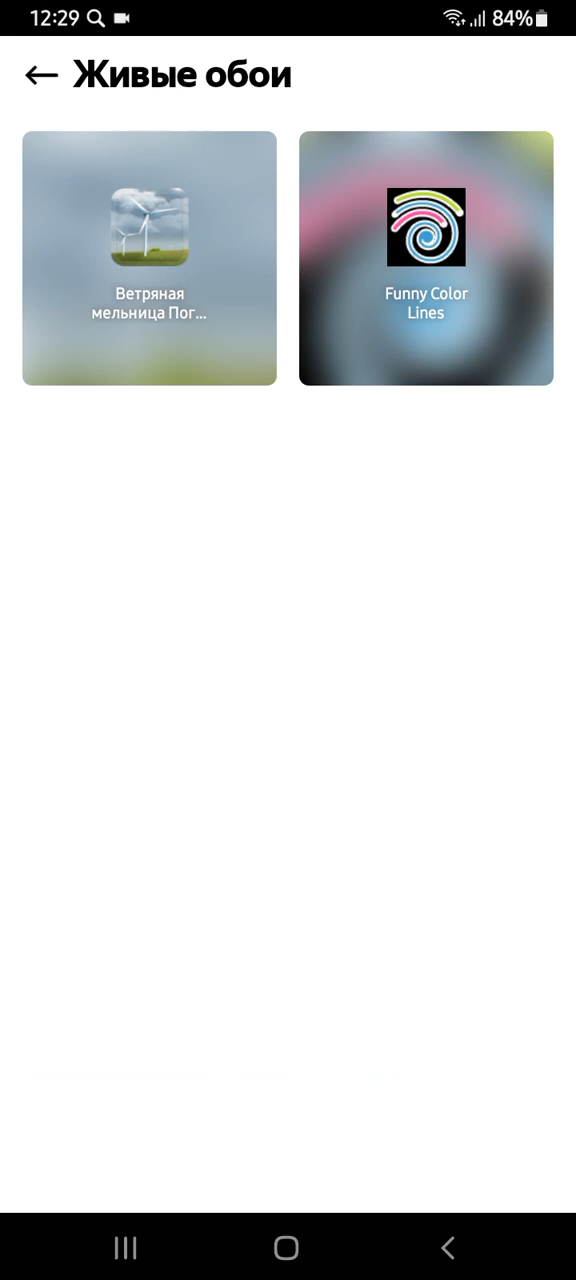 12:29
84%
Живые обои
Ветряная
мельница Пог...
Funny Color
Lines